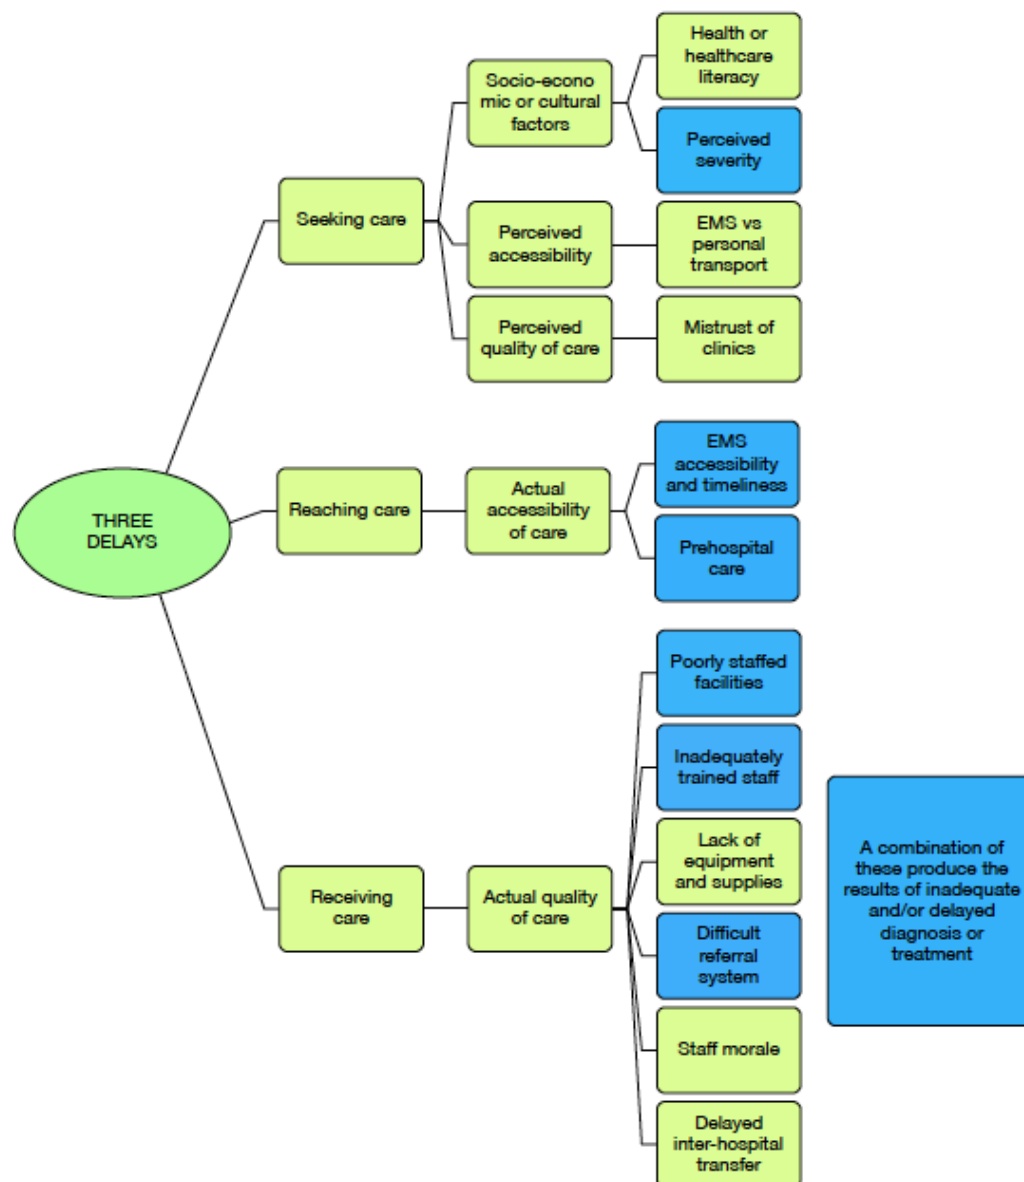 Health or
healthcare
literacy
Socio-econo
mic or cultural
factors
Perceived
severity
Seeking care
Perceived
accessibility
EMS vs
personal
transport
Perceived
quality of care
Mistrust of
clinics
THREE
DELAYS
Reaching care
Actual
accessibility
of care
EMS
accessibility
and timeliness
Prehospital
care
Receiving
care
Actual quality
of care
Poorly staffed
facilities
Inadequately
trained staff
Lack of
equipment
and supplies
Difficult
referral
system
Staff morale
Delayed
inter-hospital
transfer
A combination of
these produce the
results of inadequate
and/or delayed
diagnosis or
treatment